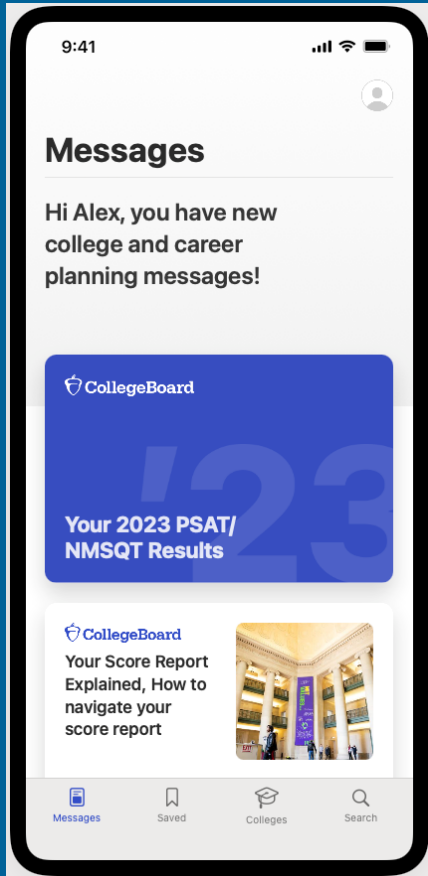 9:41
Messages
Hi Alex, you have new
college and career
planning messages!
CollegeBoard
'23
Your 2023 PSAT/
NMSQT Results
CollegeBoard
Your Score Report
Explained, How to
navigate your
score report
Messages
Saved
Colleges
Search